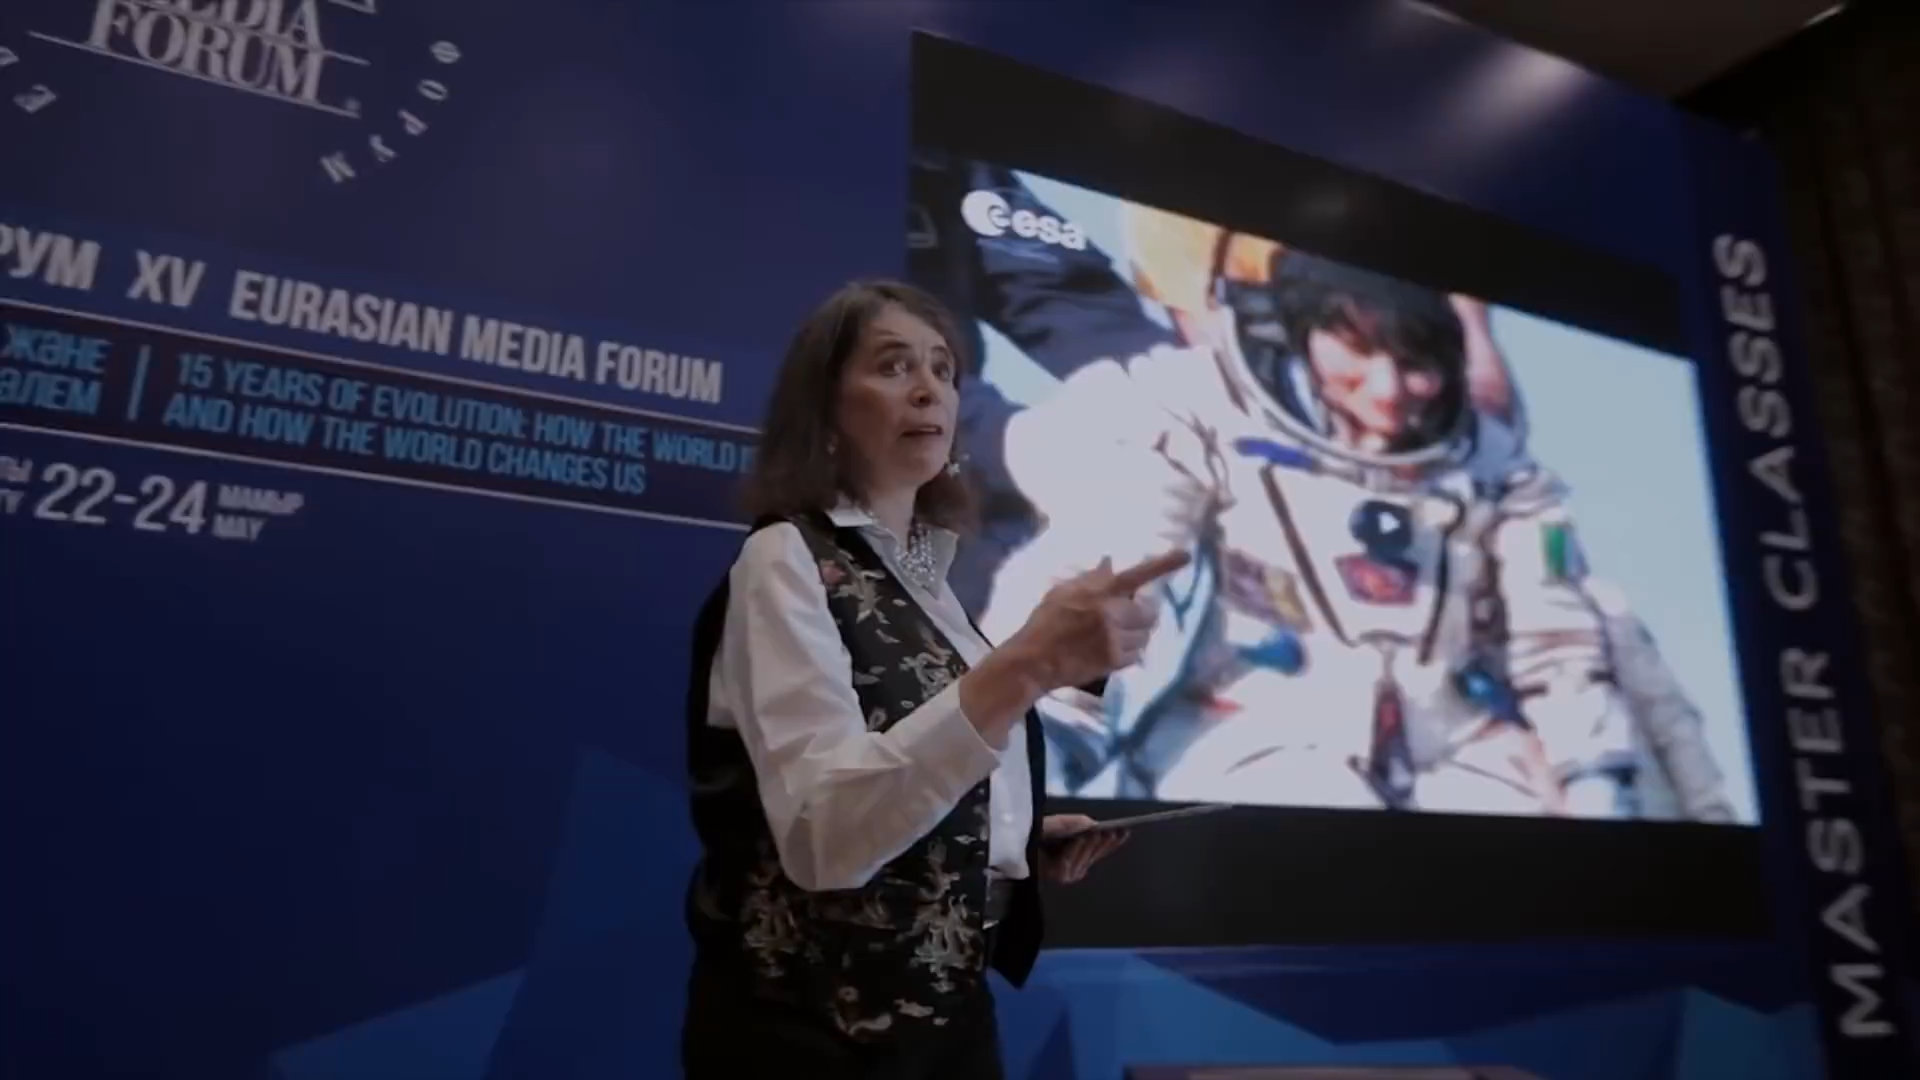 FORUM
ФОРУМ
esa
XV EURASIAN MEDIA FORUM
ЖӘНЕ
ӘЛЕМ
15 YEARS OF EVOLUTION: HOW THE WORLD
AND HOW THE WORLD CHANGES US
22-24 МАМЫР
MAY
MASTER CLASSES